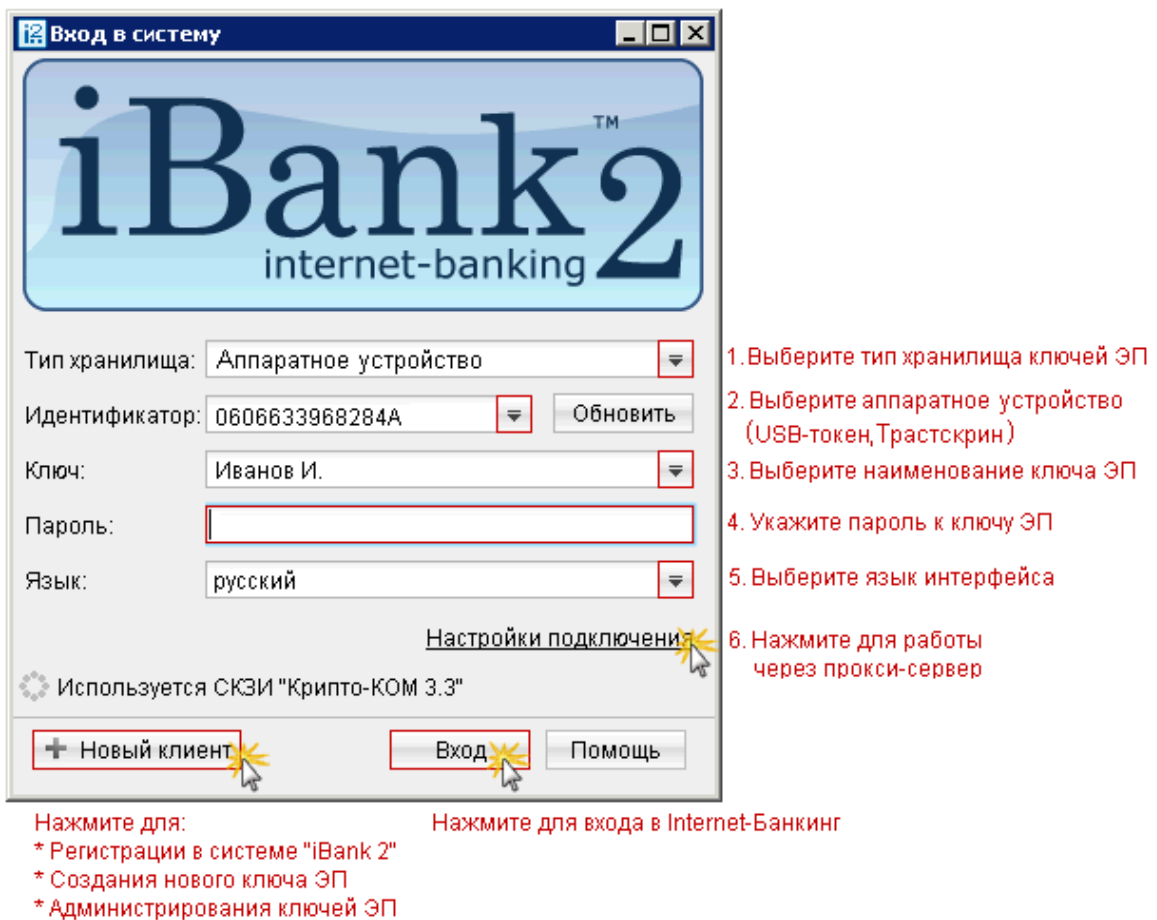 Вход в систему
iBank 2 ™
internet-banking
Тип хранилища: Аппаратное устройство
1. Выберите тип хранилища ключей ЭП
Идентификатор: 0606633968284A Обновить
2. Выберите аппаратное устройство
(USB-токен,Трастскрин)
Ключ: Иванов И.
3. Выберите наименование ключа ЭП
Пароль:
4. Укажите пароль к ключу ЭП
Язык: русский
5. Выберите язык интерфейса
Настройки подключения
6. Нажмите для работы
через прокси-сервер
Используется СКЗИ "Крипто-КОМ 3.3"
+ Новый клиент Вход Помощь
Нажмите для:
* Регистрации в системе "iBank 2"
* Создания нового ключа ЭП
* Администрирования ключей ЭП
Нажмите для входа в Internet-Банкинг